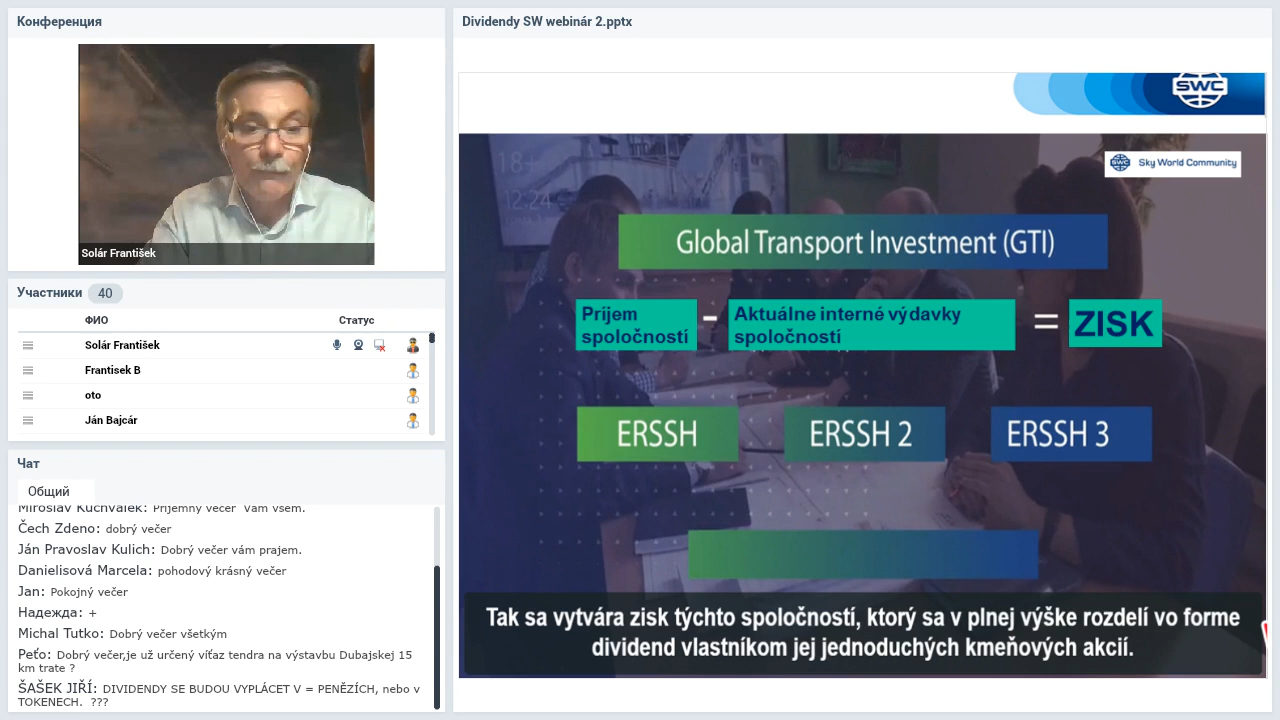 Конференция
Solár František
Участники 40
ФИО Статус
Solár František
Frantisek B
oto
Ján Bajcár
Чат
Общий
Miroslav Kuchválek: Príjemný večer Vám všem.
Čech Zdeno: dobrý večer
Ján Pravoslav Kulich: Dobrý večer vám prajem.
Danielisová Marcela: pohodový krásný večer
Jan: Pokojný večer
Надежда: +
Michal Tutko: Dobrý večer všetkým
Peťo: Dobrý večer,je už určený víťaz tendra na výstavbu Dubajskej 15
km trate ?
ŠAŠEK JIŘÍ: DIVIDENDY SE BUDOU VYPLÁCET V = PENĚZÍCH, nebo v
TOKENECH. ???
Dividendy SW webinár 2.pptx
SWC
SWC Sky World Community
18
12:24
Global Transport Investment (GTI)
Príjem
spoločností
-
Aktuálne interné výdavky
spoločností
= ZISK
ERSSH ERSSH 2 ERSSH 3
Tak sa vytvára zisk týchto spoločností, ktorý sa v plnej výške rozdelí vo forme
dividend vlastníkom jej jednoduchých kmeňových akcií.